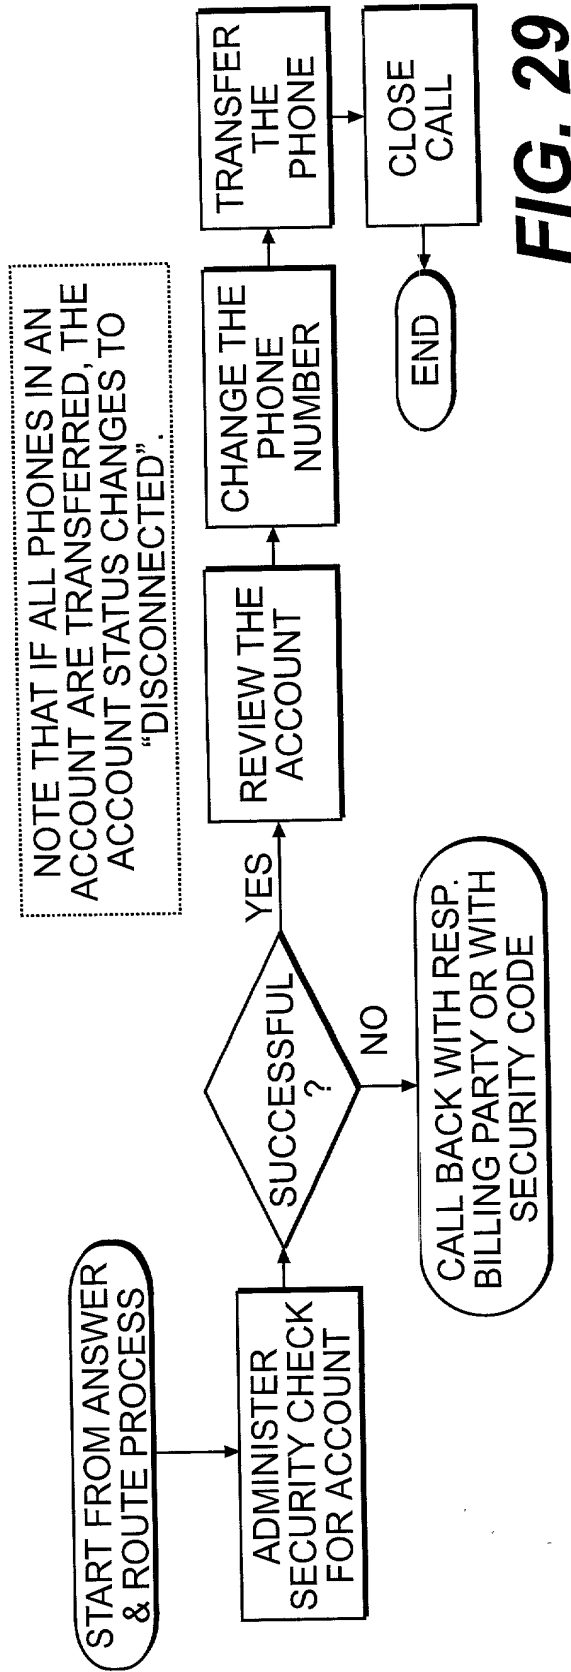 START FROM ANSWER
& ROUTE PROCESS
ADMINISTER
SECURITY CHECK
FOR ACCOUNT
SUCCESSFUL
?
YES
NO
CALL BACK WITH RESP.
BILLING PARTY OR WITH
SECURITY CODE
REVIEW THE
ACCOUNT
NOTE THAT IF ALL PHONES IN AN
ACCOUNT ARE TRANSFERRED, THE
ACCOUNT STATUS CHANGES TO
"DISCONNECTED".
CHANGE THE
PHONE
NUMBER
TRANSFER
THE
PHONE
CLOSE
CALL
END
FIG. 29